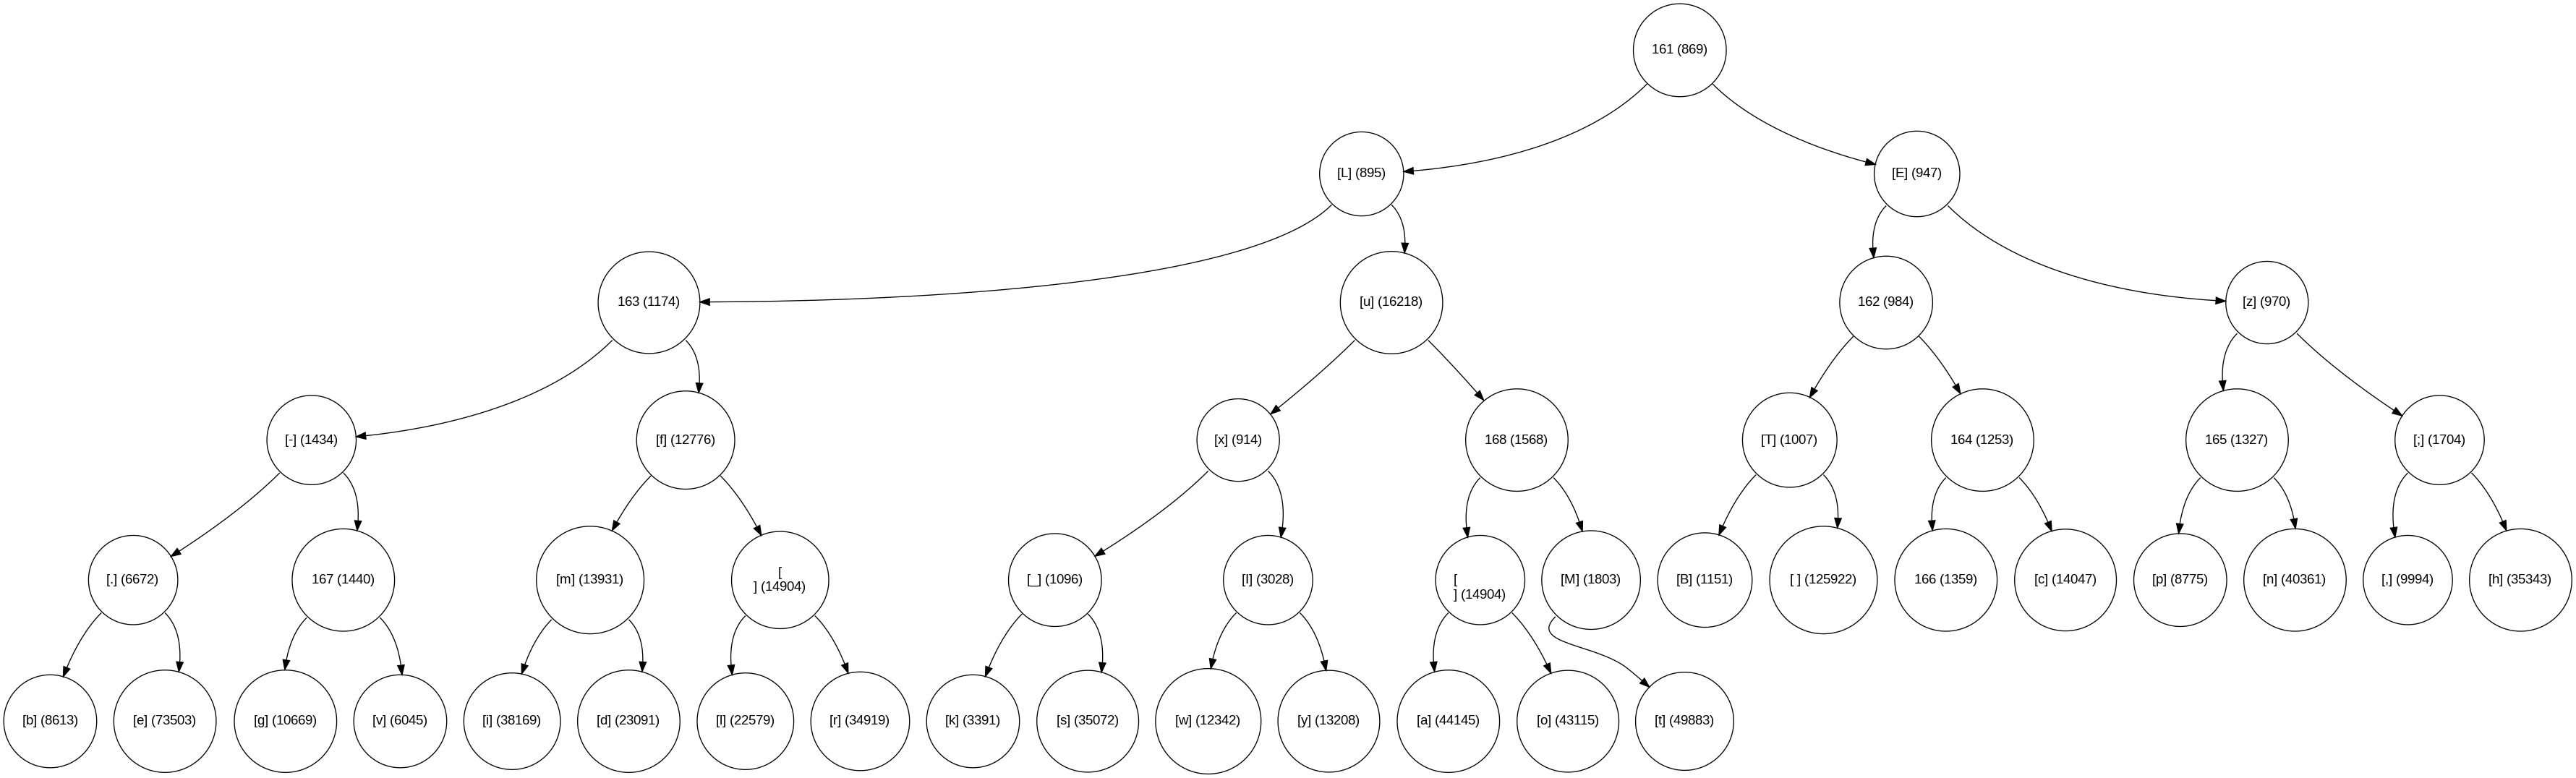 161 (869)
[L] (895)
[E] (947)
163 (1174)
[u] (16218)
162 (984)
[z] (970)
[-] (1434)
[f] (12776)
[x] (914)
168 (1568)
[T] (1007)
164 (1253)
165 (1327)
[;] (1704)
[.] (6672)
167 (1440)
[m] (13931)
[
] (14904)
[_] (1096)
[I] (3028)
[
] (14904)
[M] (1803)
[B] (1151)
[ ] (125922)
166 (1359)
[c] (14047)
[p] (8775)
[n] (40361)
[,] (9994)
[h] (35343)
[b] (8613)
[e] (73503)
[g] (10669)
[v] (6045)
[i] (38169)
[d] (23091)
[l] (22579)
[r] (34919)
[k] (3391)
[s] (35072)
[w] (12342)
[y] (13208)
[a] (44145)
[o] (43115)
[t] (49883)